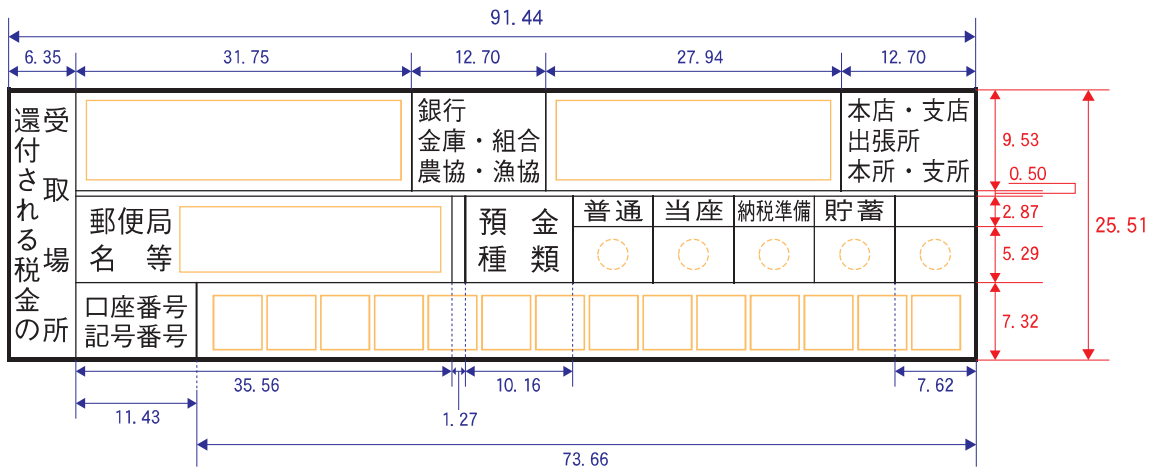 91.44
6.35
31.75
12.70
27.94
12.70
還付される税金の
受取場所
銀行
金庫・組合
農協・漁協
本店・支店
出張所
本所・支所
9.53
0.50
2.87
25.51
5.29
7.32
郵便局
名等
預金
種類
普通
当座
納税準備
貯蓄
口座番号
記号番号
35.56
10.16
7.62
11.43
1.27
73.66